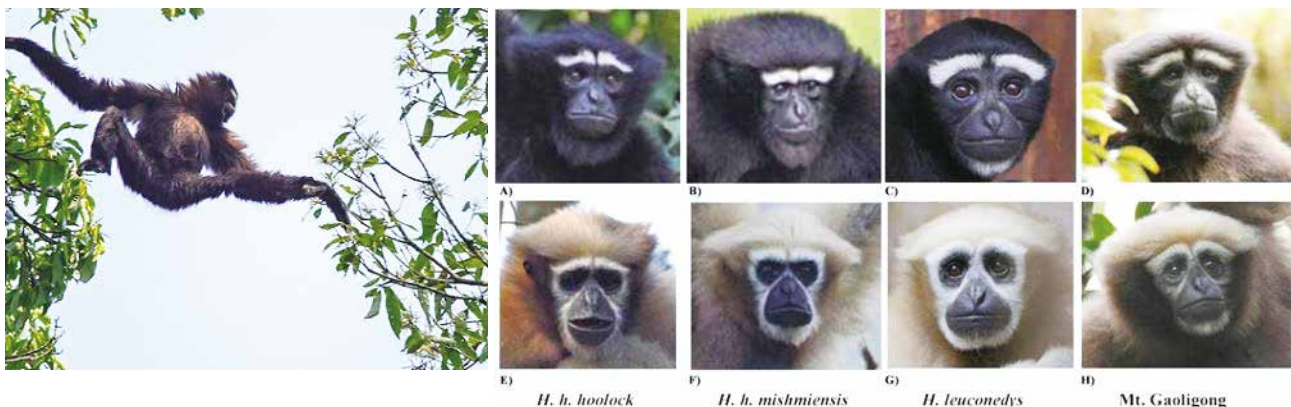 A) B) C) D)
E) F) G) H)
H. h. hoolock H. h. mishmiensis H. leuconedys Mt. Gaoligong